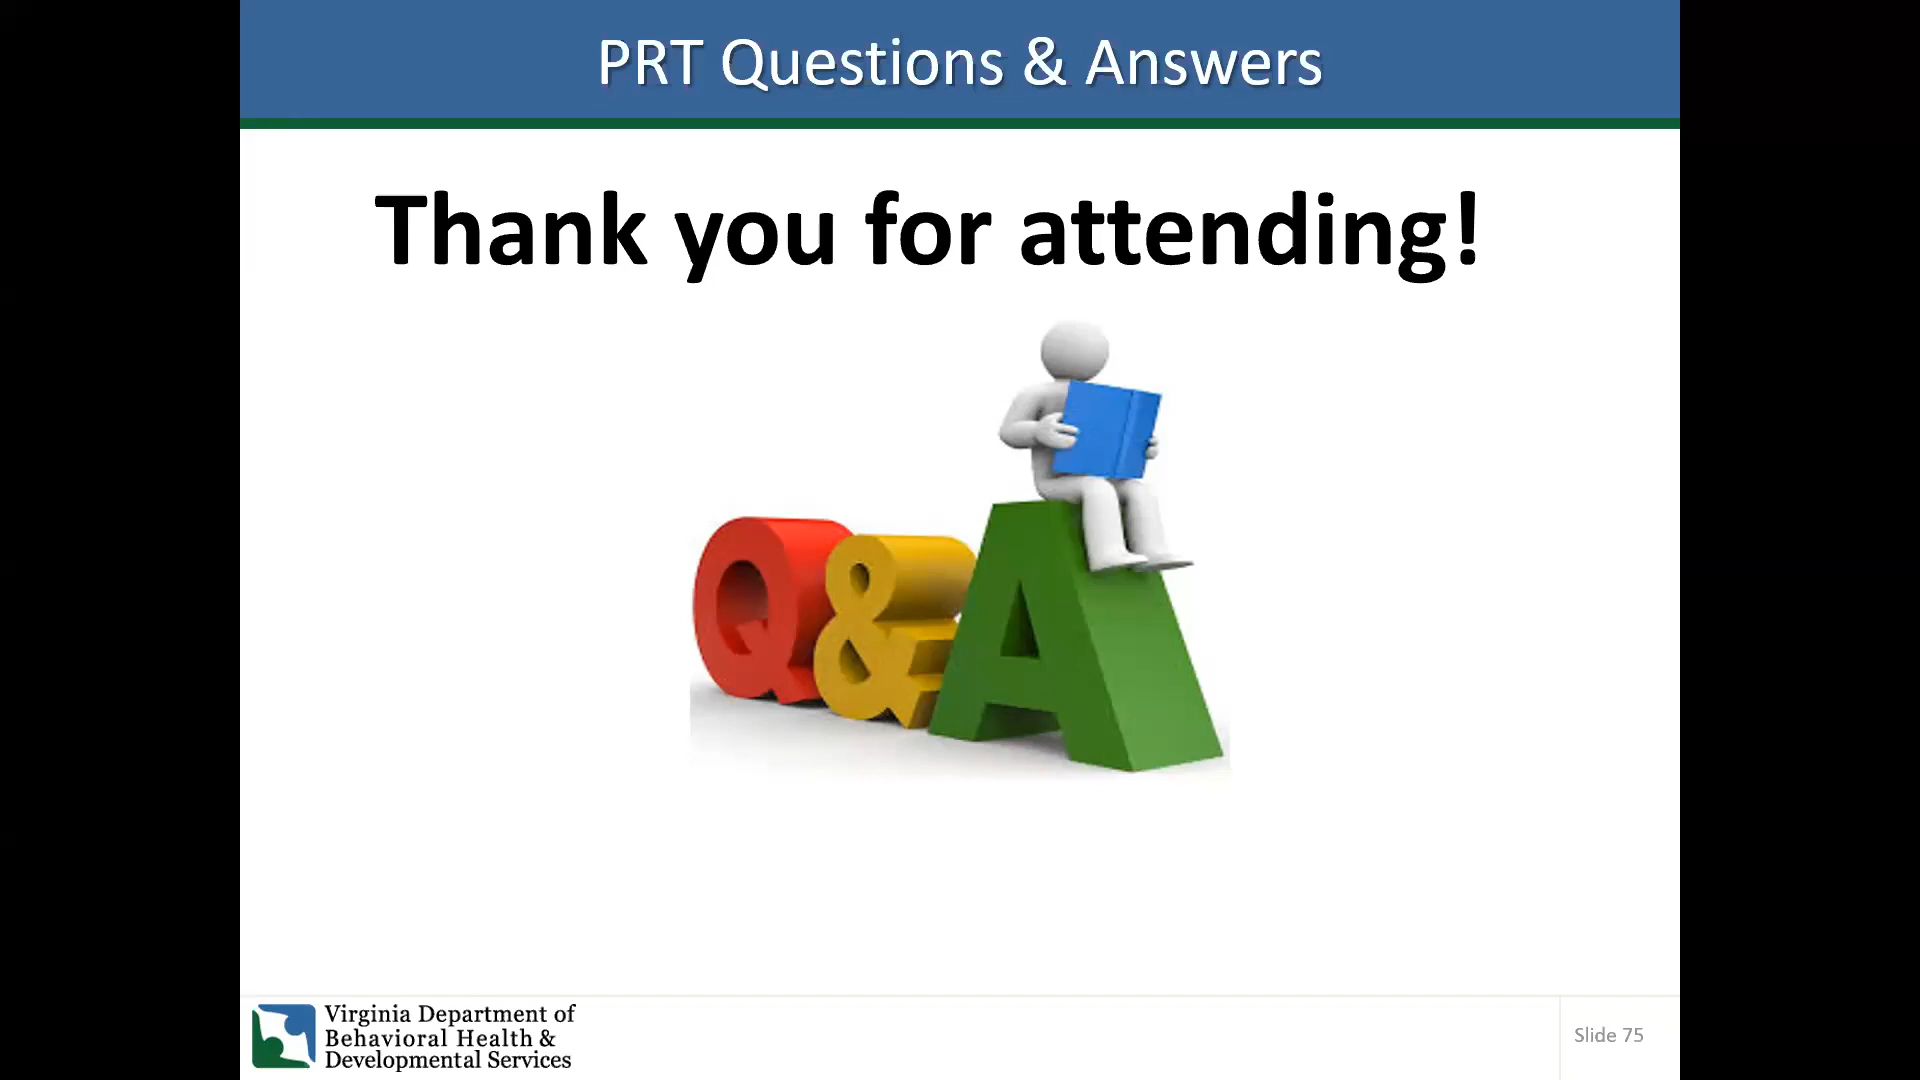 PRT Questions & Answers
Thank you for attending!
Q&A
Virginia Department of
Behavioral Health &
Developmental Services
Slide 75